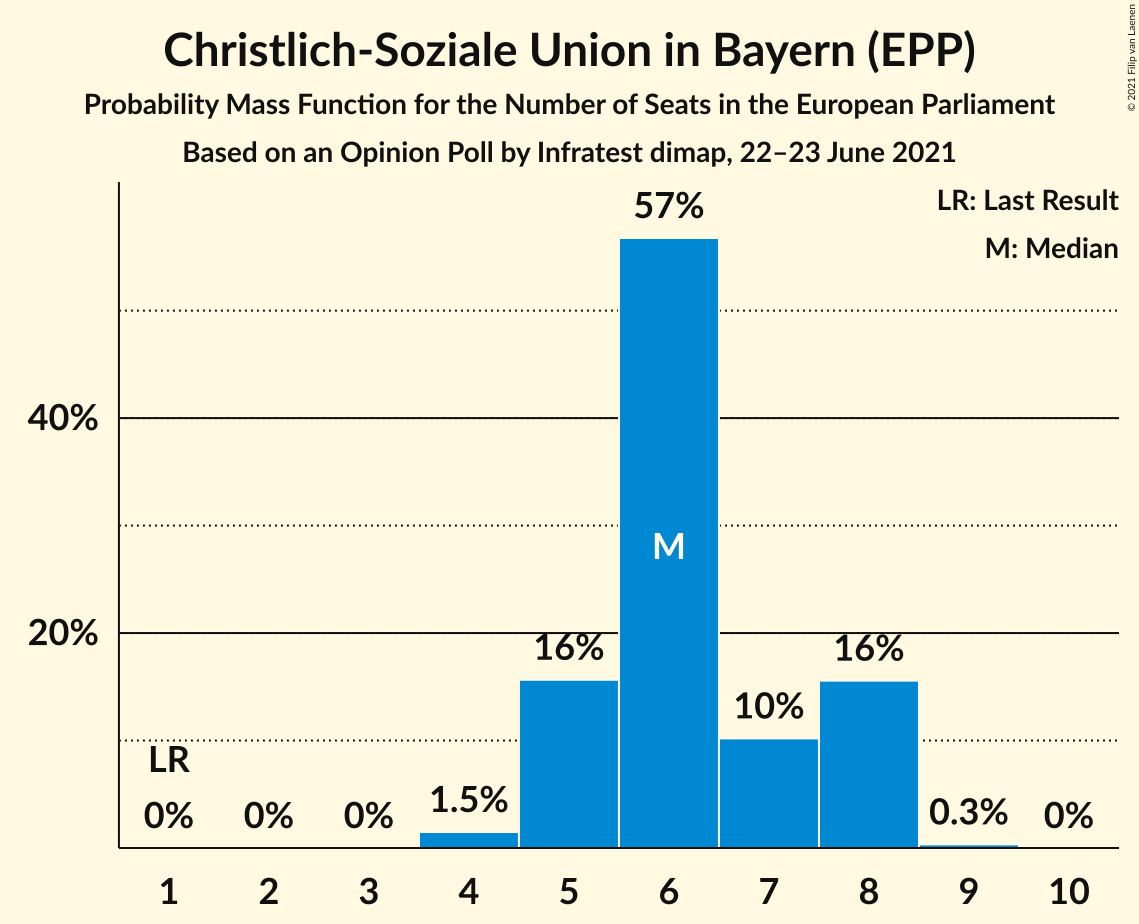 Christlich-Soziale Union in Bayern (EPP)
Probability Mass Function for the Number of Seats in the European Parliament
Based on an Opinion Poll by Infratest dimap, 22–23 June 2021
© 2021 Filip van Laenen
LR: Last Result
M: Median
57%
40%
M
20%
16%
16%
10%
LR
0%
0%
0%
1.5%
0.3%
0%
1 2 3 4 5 6 7 8 9 10